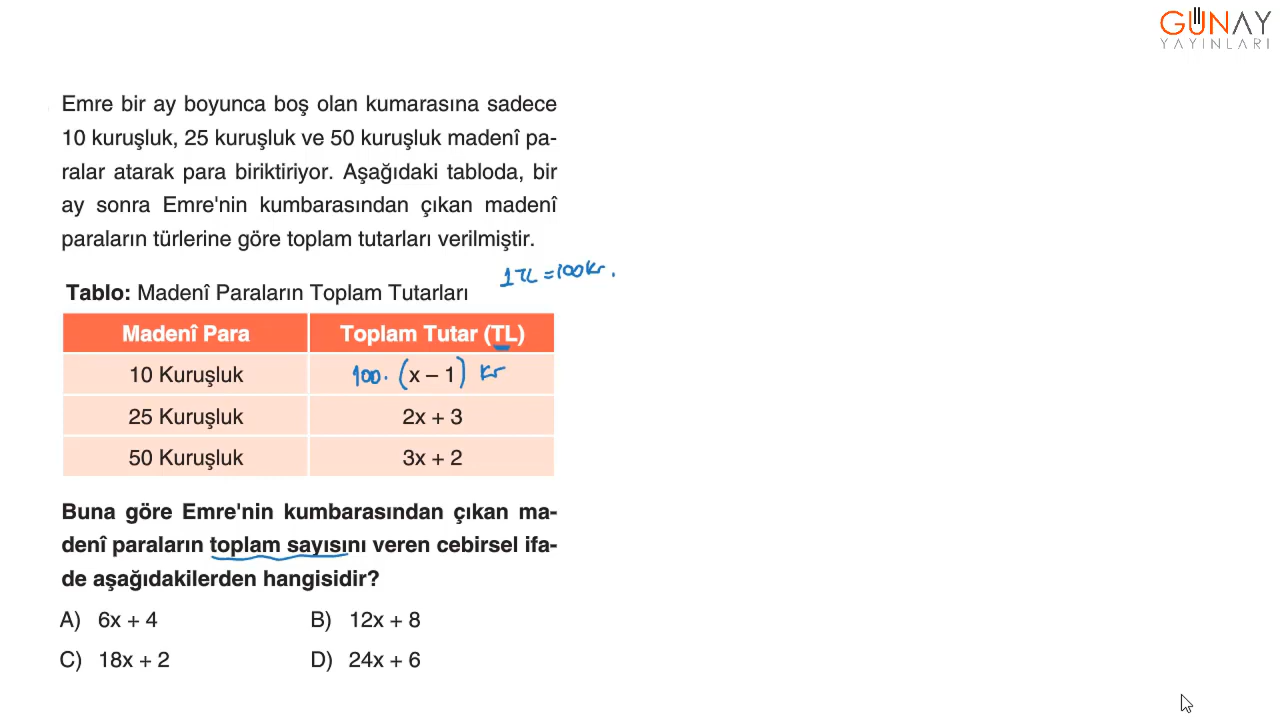 GÜNAY
YAYINLARI
Emre bir ay boyunca boş olan kumarasına sadece
10 kuruşluk, 25 kuruşluk ve 50 kuruşluk madenî pa-
ralar atarak para biriktiriyor. Aşağıdaki tabloda, bir
ay sonra Emre'nin kumbarasından çıkan madenî
paraların türlerine göre toplam tutarları verilmiştir.
1 TL = 100 Kr.
Tablo: Madenî Paraların Toplam Tutarları
Madenî Para Toplam Tutar (TL)
10 Kuruşluk 100. (x – 1) Kr
25 Kuruşluk 2x + 3
50 Kuruşluk 3x + 2
Buna göre Emre'nin kumbarasından çıkan ma-
denî paraların toplam sayısını veren cebirsel ifa-
de aşağıdakilerden hangisidir?
A) 6x + 4 B) 12x + 8
C) 18x + 2 D) 24x + 6